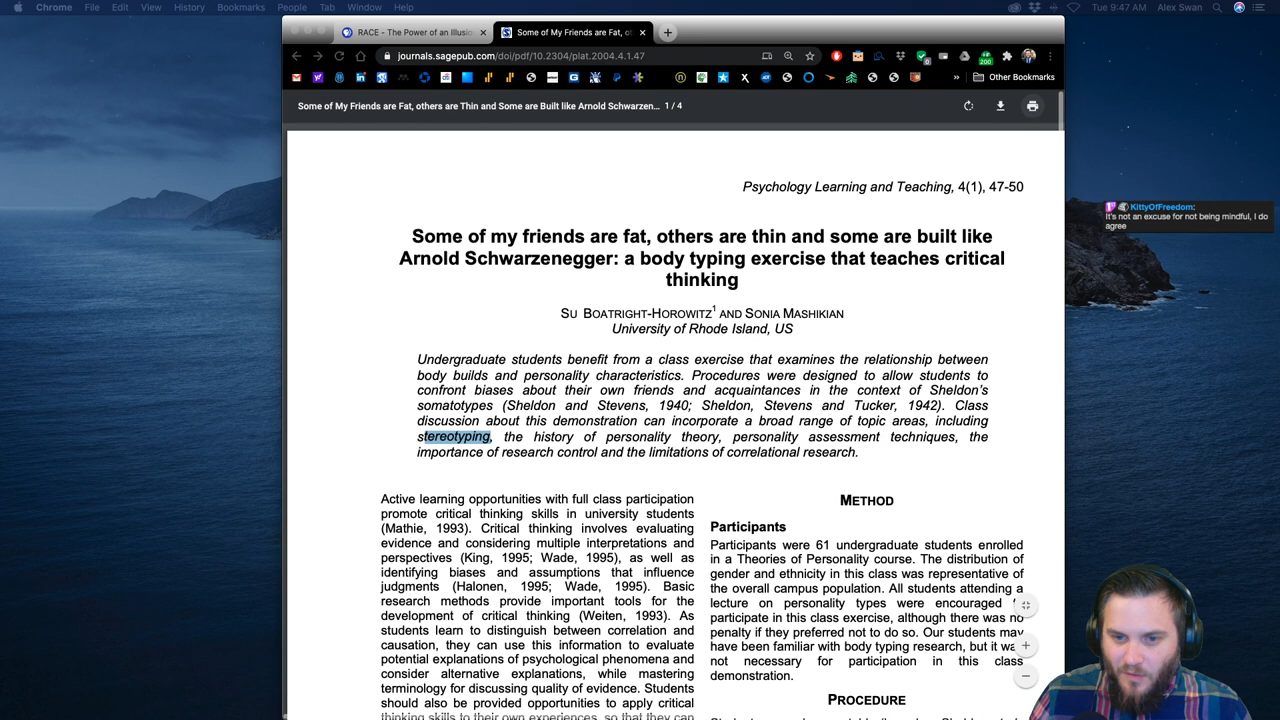 Chrome File Edit View History Bookmarks People Tab Window Help
Tue 9:47 AM Alex Swan
RACE - The Power of an Illusio
Some of My Friends are Fat, ot
journals.sagepub.com/doi/pdf/10.2304/plat.2004.4.1.47
Other Bookmarks
Some of My Friends are Fat, others are Thin and Some are Built like Arnold Schwarzen... 1 / 4
Psychology Learning and Teaching, 4(1), 47-50
KittyOfFreedom:
It's not an excuse for not being mindful, I do
agree
Some of my friends are fat, others are thin and some are built like
Arnold Schwarzenegger: a body typing exercise that teaches critical
thinking
SU BOATRIGHT-HOROWITZ1 AND SONIA MASHIKIAN
University of Rhode Island, US
Undergraduate students benefit from a class exercise that examines the relationship between
body builds and personality characteristics. Procedures were designed to allow students to
confront biases about their own friends and acquaintances in the context of Sheldon's
somatotypes (Sheldon and Stevens, 1940; Sheldon, Stevens and Tucker, 1942). Class
discussion about this demonstration can incorporate a broad range of topic areas, including
stereotyping, the history of personality theory, personality assessment techniques, the
importance of research control and the limitations of correlational research.
Active learning opportunities with full class participation
promote critical thinking skills in university students
(Mathie, 1993). Critical thinking involves evaluating
evidence and considering multiple interpretations and
perspectives (King, 1995; Wade, 1995), as well as
identifying biases and assumptions that influence
judgments (Halonen, 1995; Wade, 1995). Basic
research methods provide important tools for the
development of critical thinking (Weiten, 1993). As
students learn to distinguish between correlation and
causation, they can use this information to evaluate
potential explanations of psychological phenomena and
consider alternative explanations, while mastering
terminology for discussing quality of evidence. Students
should also be provided opportunities to apply critical
thinking skills to their own experiences, so that they can
METHOD
Participants
Participants were 61 undergraduate students enrolled
in a Theories of Personality course. The distribution of
gender and ethnicity in this class was representative of
the overall campus population. All students attending a
lecture on personality types were encouraged
participate in this class exercise, although there was no
penalty if they preferred not to do so. Our students may
have been familiar with body typing research, but it was
not necessary for participation in this class
demonstration.
PROCEDURE